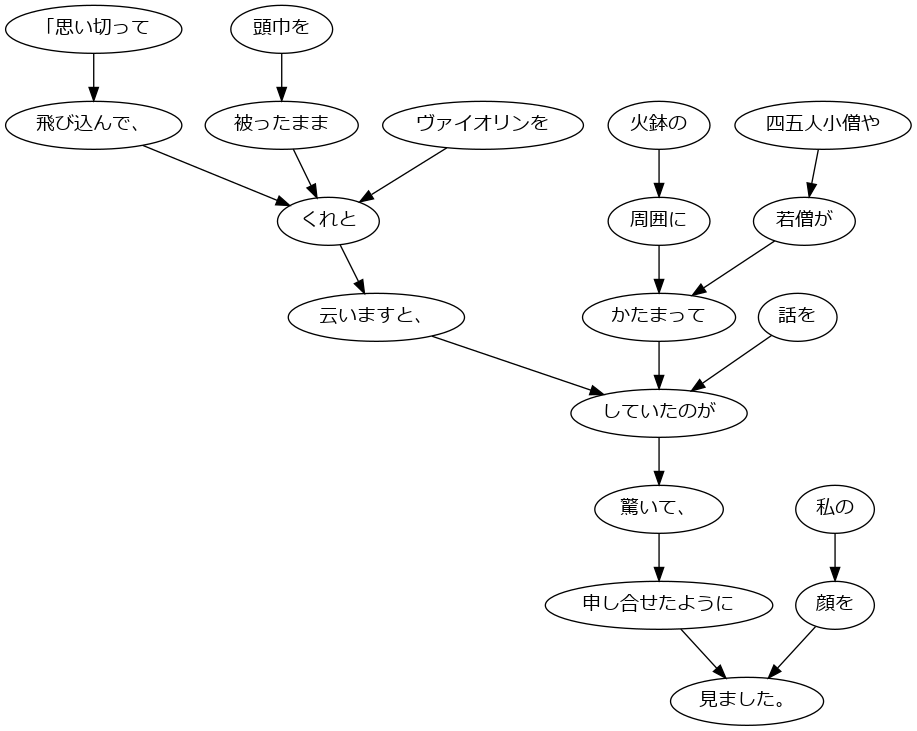 「思い切って
頭巾を
飛び込んで、
被ったまま
ヴァイオリンを
火鉢の
四五人小僧や
くれと
周囲に
若僧が
云いますと、
かたまって
話を
していたのが
驚いて、
私の
申し合せたように
顔を
見ました。